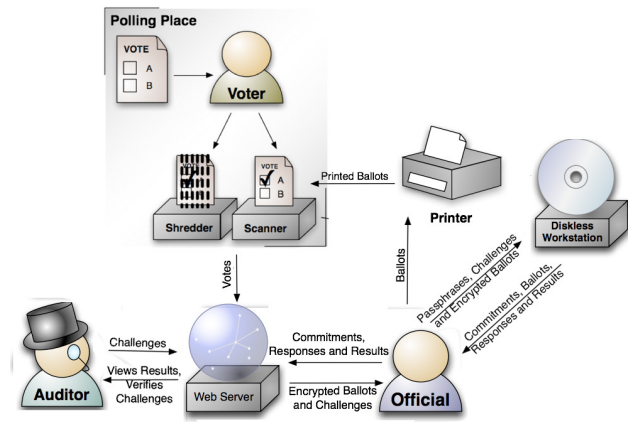 Polling Place
VOTE
A
B
Voter
VOTE
VOTE
A
B
Shredder
Scanner
Printed Ballots
Printer
Diskless
Workstation
Votes
Ballots
Passphrases, Challenges
and Encrypted Ballots
Commitments, Ballots,
Responses and Results
Challenges
Views Results,
Verifies
Challenges
Auditor
Web Server
Commitments,
Responses and Results
Encrypted Ballots
and Challenges
Official